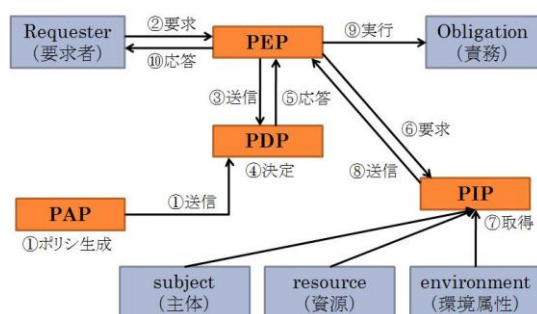 Requester
(要求者)
②要求
⑩応答
PEP
⑨実行
Obligation
(責務)
③送信
⑤応答
⑥要求
PDP
④決定
⑧送信
PAP
①ポリシ生成
①送信
PIP
⑦取得
subject
(主体)
resource
(資源)
environment
(環境属性)